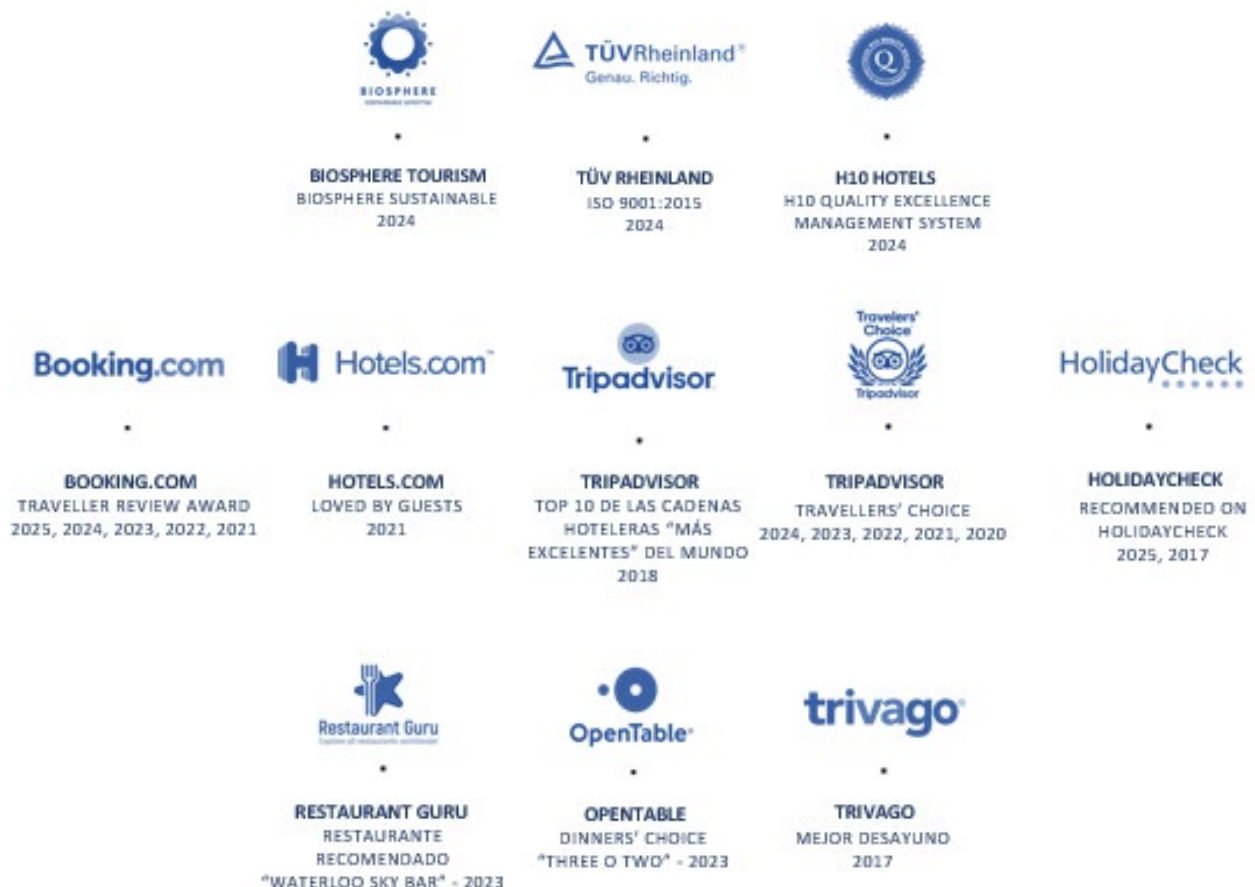 BIOSPHERE
TÜVRheinland®
Genau. Richtig.
Q
BIOSPHERE TOURISM
BIOSPHERE SUSTAINABLE
2024
TÜV RHEINLAND
ISO 9001:2015
2024
H10 HOTELS
H10 QUALITY EXCELLENCE
MANAGEMENT SYSTEM
2024
Booking.com
Hotels.com™
Tripadvisor
Travelers'
Choice
Tripadvisor
HolidayCheck
BOOKING.COM
TRAVELLER REVIEW AWARD
2025, 2024, 2023, 2022, 2021
HOTELS.COM
LOVED BY GUESTS
2021
TRIPADVISOR
TOP 10 DE LAS CADENAS
HOTELERAS "MÁS
EXCELENTES" DEL MUNDO
2018
TRIPADVISOR
TRAVELLERS' CHOICE
2024, 2023, 2022, 2021, 2020
HOLIDAYCHECK
RECOMMENDED ON
HOLIDAYCHECK
2025, 2017
Restaurant Guru
OpenTable®
trivago®
RESTAURANT GURU
RESTAURANTE
RECOMENDADO
"WATERLOO SKY BAR" - 2023
OPENTABLE
DINNERS' CHOICE
"THREE O TWO" - 2023
TRIVAGO
MEJOR DESAYUNO
2017